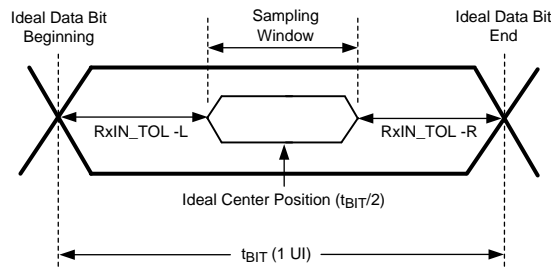 Ideal Data Bit
Beginning
Sampling
Window
Ideal Data Bit
End
RxIN_TOL -L
RxIN_TOL -R
Ideal Center Position (tBIT/2)
tBIT (1 UI)